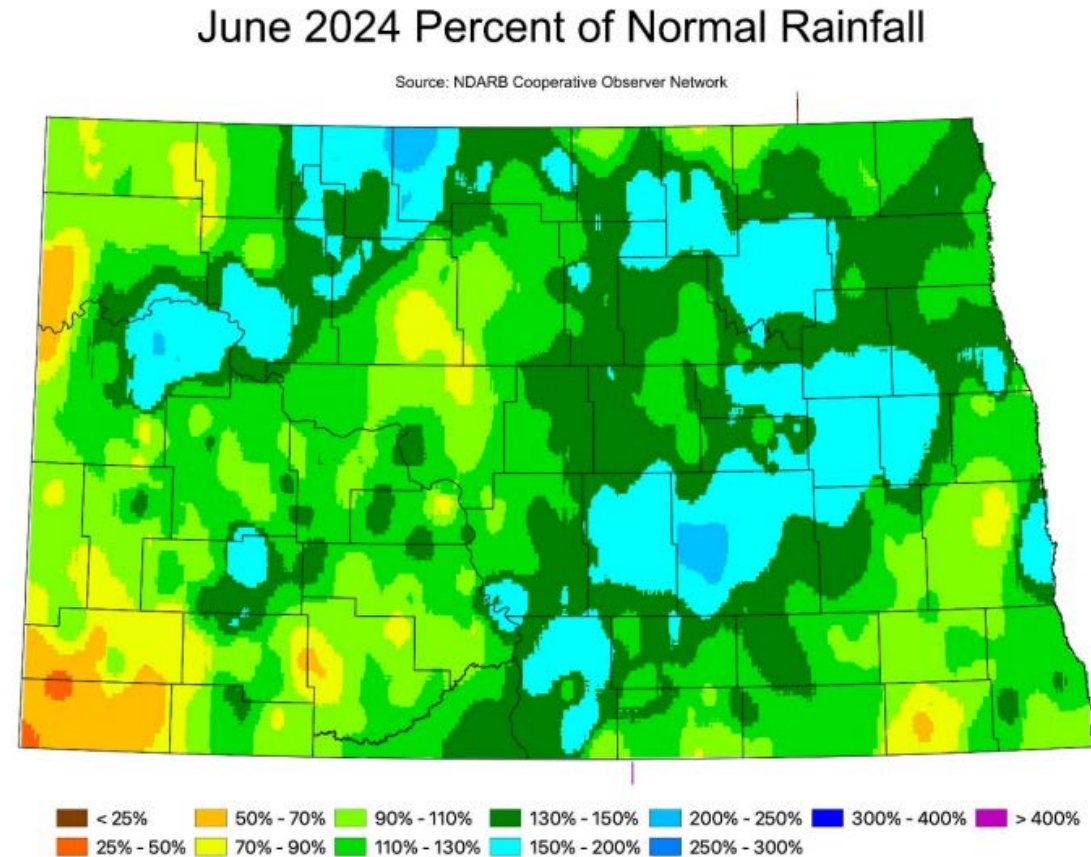 June 2024 Percent of Normal Rainfall
Source: NDARB Cooperative Observer Network
< 25% 50% - 70% 90% - 110% 130% - 150% 200% - 250% 300% - 400% > 400%
25% - 50% 70% - 90% 110% - 130% 150% - 200% 250% - 300%